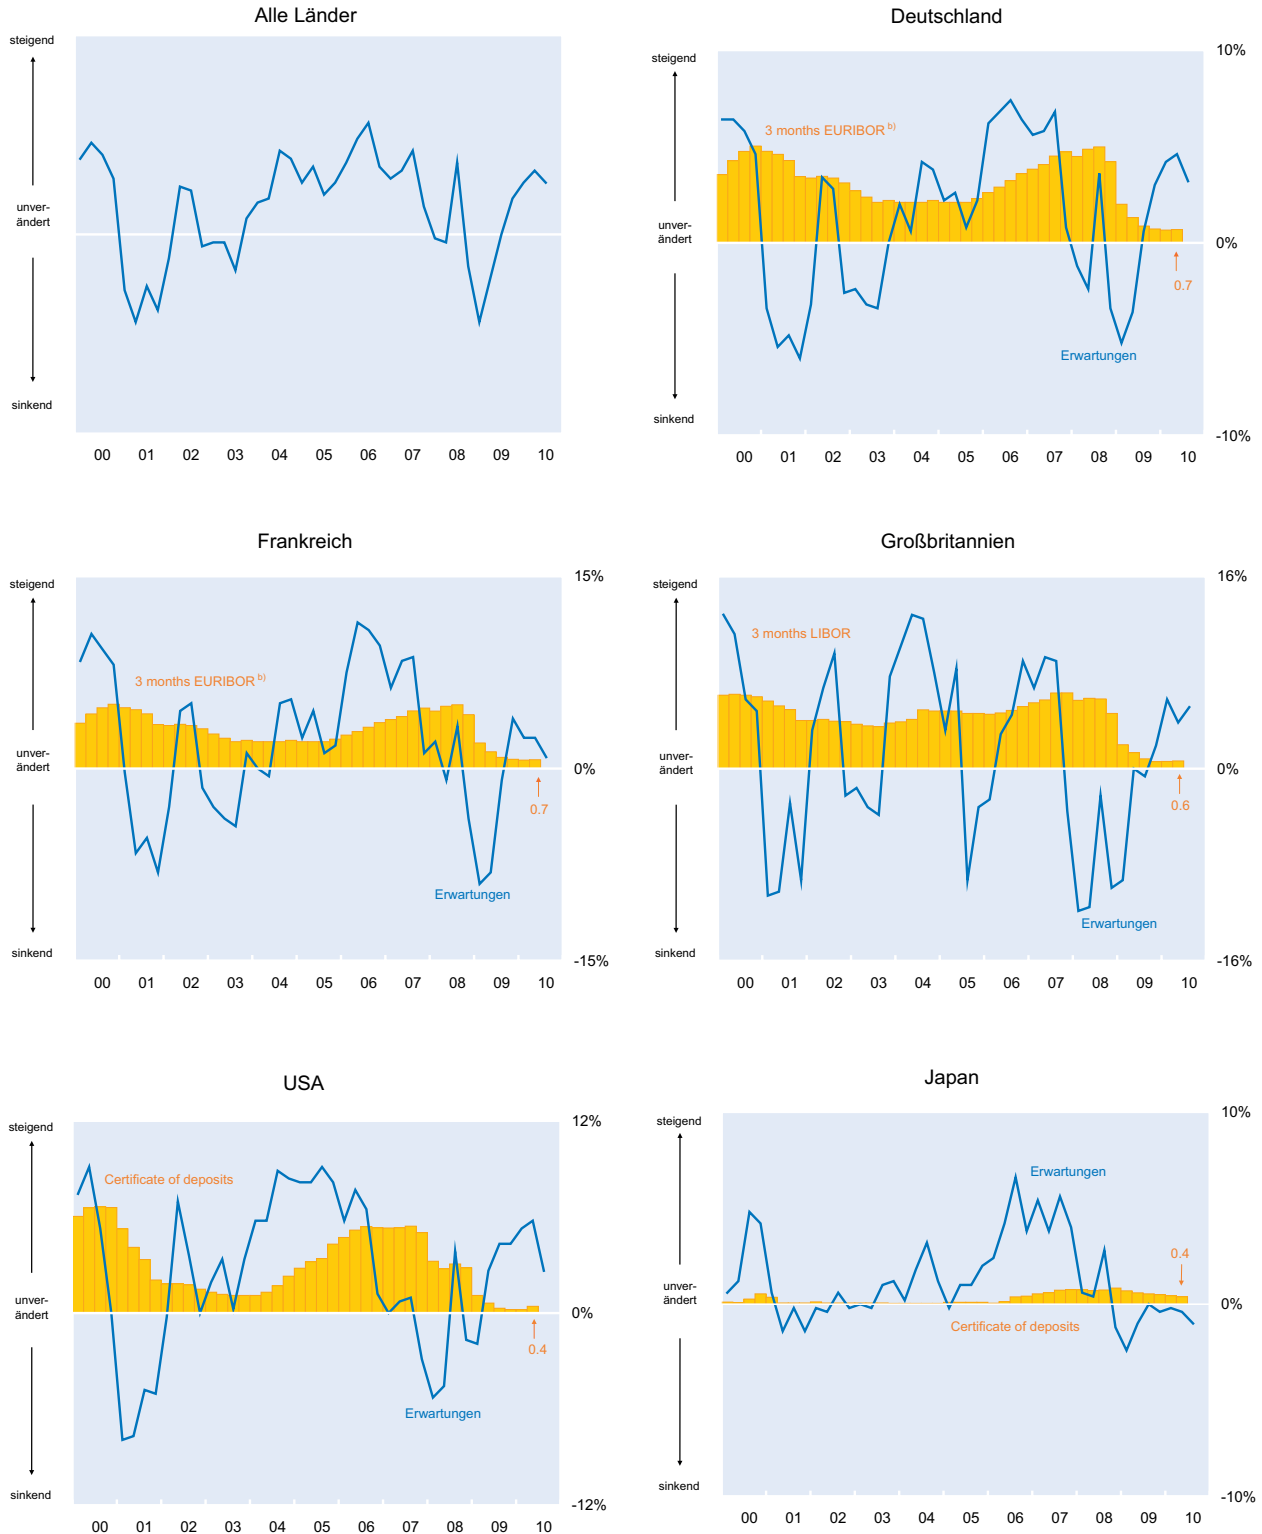 Alle Länder
steigend
unver-
ändert
sinkend
00 01 02 03 04 05 06 07 08 09 10
Deutschland
steigend
unver-
ändert
sinkend
10%
0%
-10%
3 months EURIBOR b)
0.7
Erwartungen
00 01 02 03 04 05 06 07 08 09 10
Frankreich
steigend
unver-
ändert
sinkend
15%
0%
-15%
3 months EURIBOR b)
0.7
Erwartungen
00 01 02 03 04 05 06 07 08 09 10
Großbritannien
steigend
unver-
ändert
sinkend
16%
0%
-16%
3 months LIBOR
0.6
Erwartungen
00 01 02 03 04 05 06 07 08 09 10
USA
steigend
unver-
ändert
sinkend
12%
0%
-12%
Certificate of deposits
0.4
Erwartungen
00 01 02 03 04 05 06 07 08 09 10
Japan
steigend
unver-
ändert
sinkend
10%
0%
-10%
Erwartungen
0.4
Certificate of deposits
00 01 02 03 04 05 06 07 08 09 10